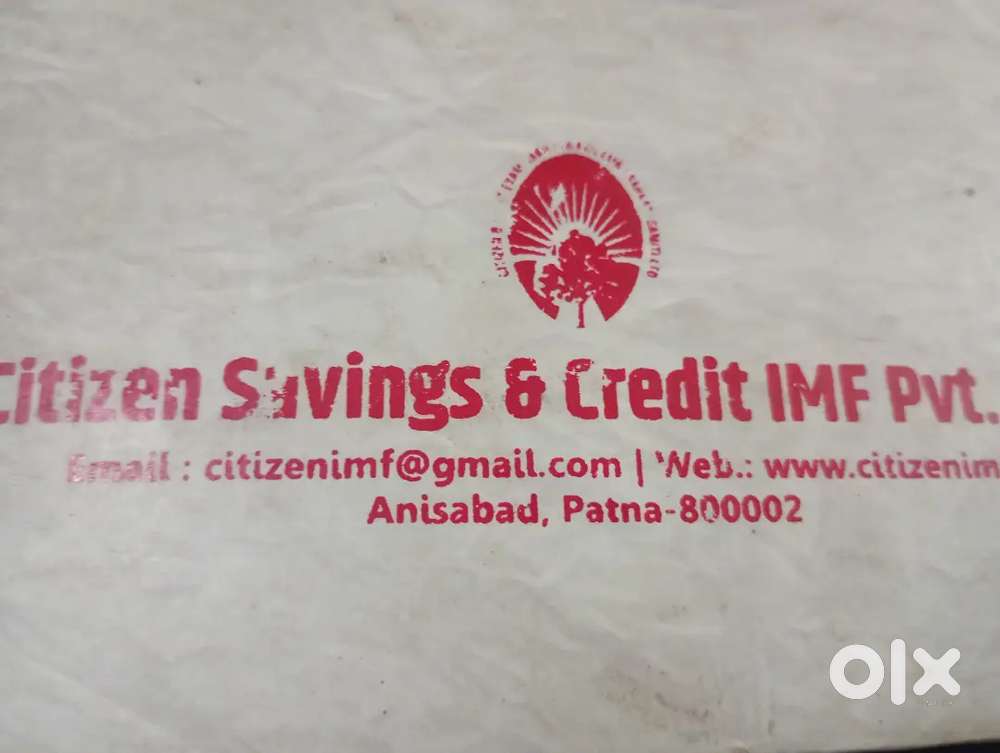 Citizen Savings & Credit IMF Pvt.
Email : citizenimf@gmail.com | Web.: www.citizenim
Anisabad, Patna-800002
olx